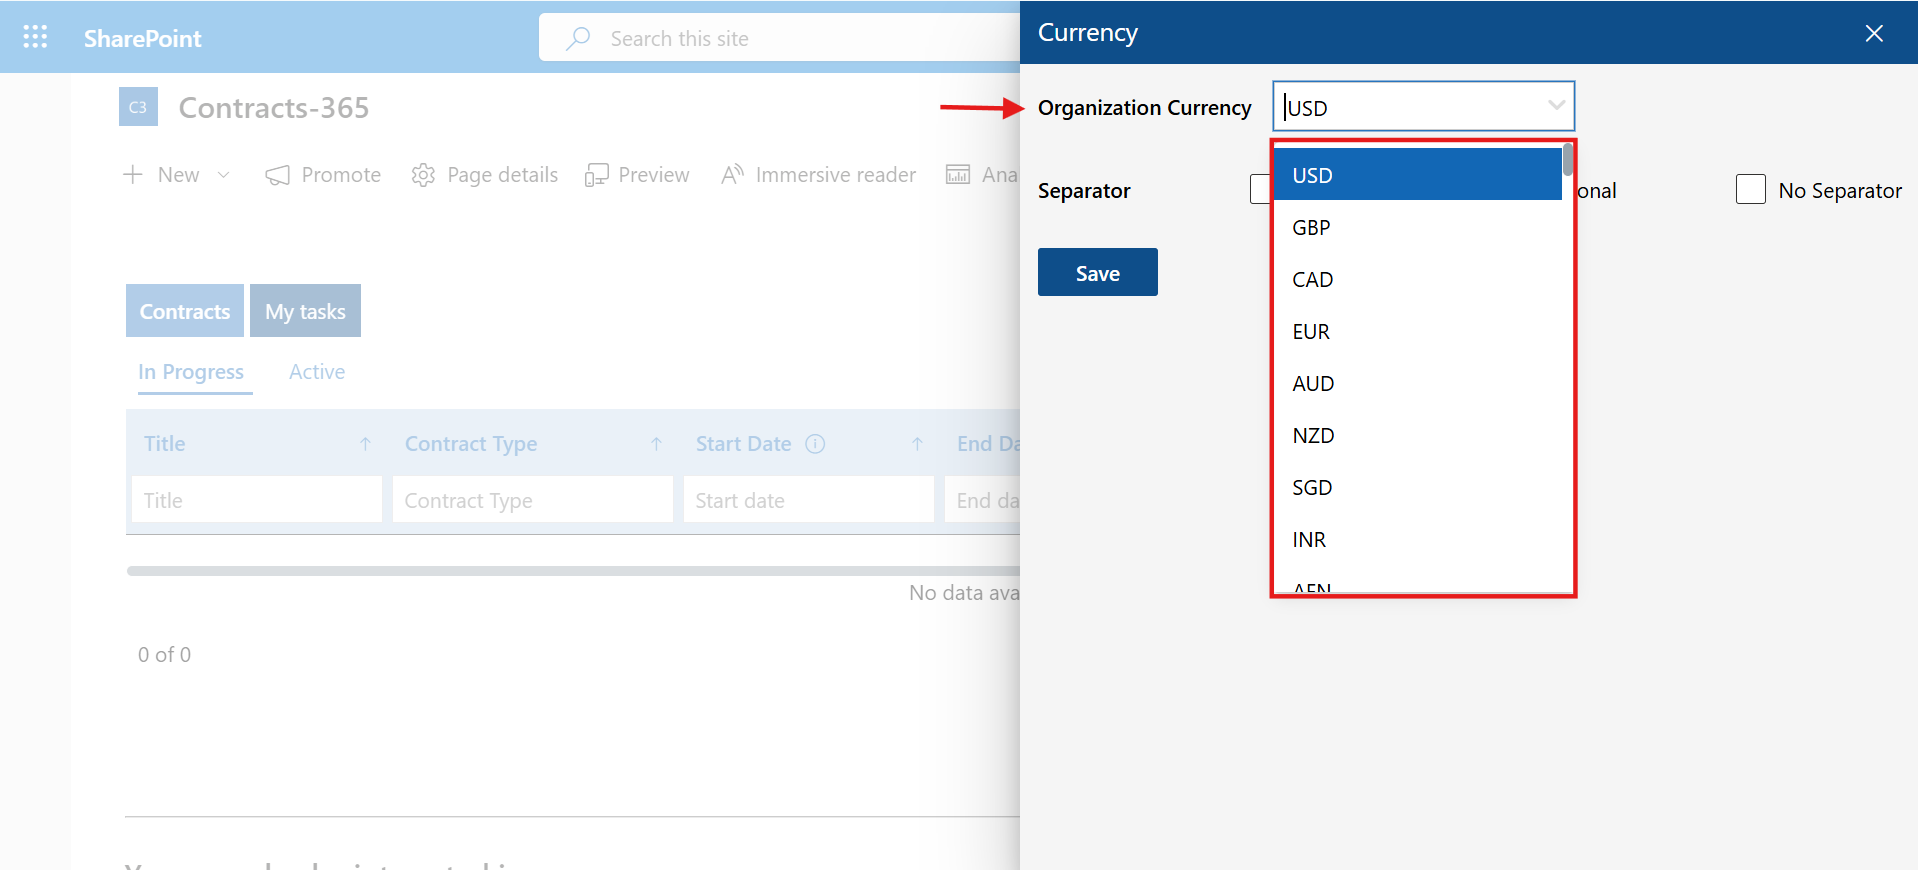 SharePoint
Search this site
Currency
C3
Contracts-365
Organization Currency
USD
New
Promote
Page details
Preview
Immersive reader
Ana
Separator
onal
No Separator
Save
USD
GBP
CAD
EUR
AUD
NZD
SGD
INR
AFN
Contracts
My tasks
In Progress
Active
Title
Contract Type
Start Date
End Da
Title
Contract Type
Start date
End da
No data ava
0 of 0